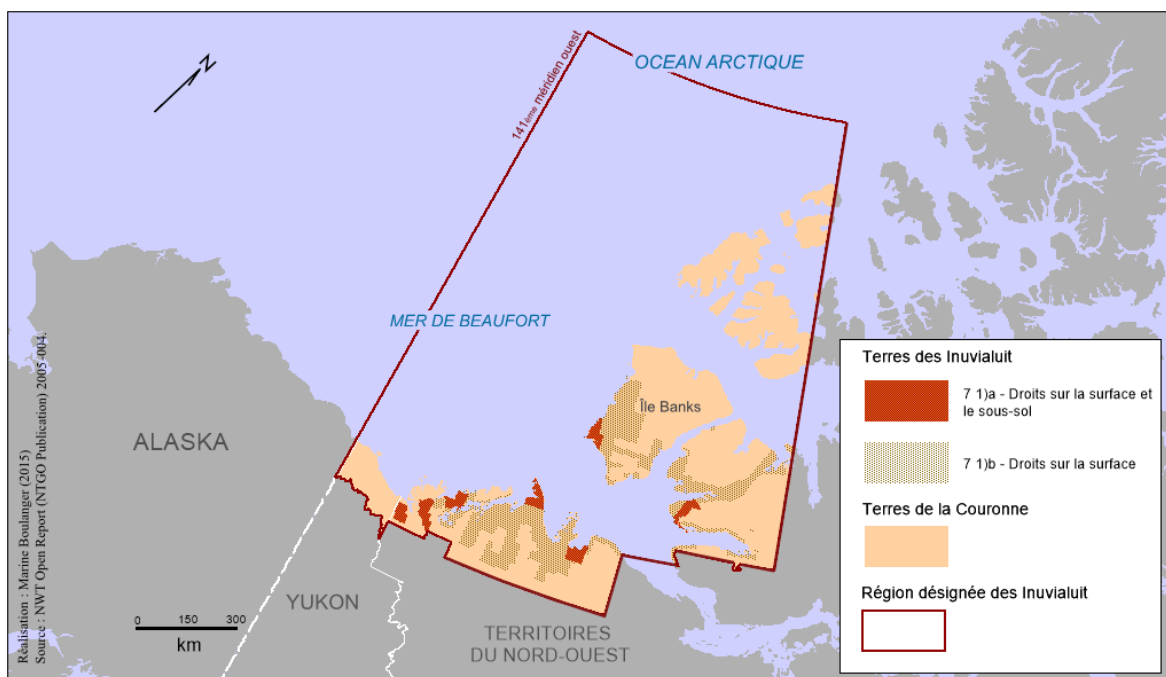 N
141ème méridien ouest
OCEAN ARCTIQUE
MER DE BEAUFORT
Île Banks
ALASKA
YUKON
TERRITOIRES
DU NORD-OUEST
0 150 300
km
Réalisation : Marine Boulanger (2015)
Source : NWT Open Report (NTGO Publication) 2005-004.
Terres des Inuvialuit
7 1)a - Droits sur la surface et
le sous-sol
7 1)b - Droits sur la surface
Terres de la Couronne
Région désignée des Inuvialuit